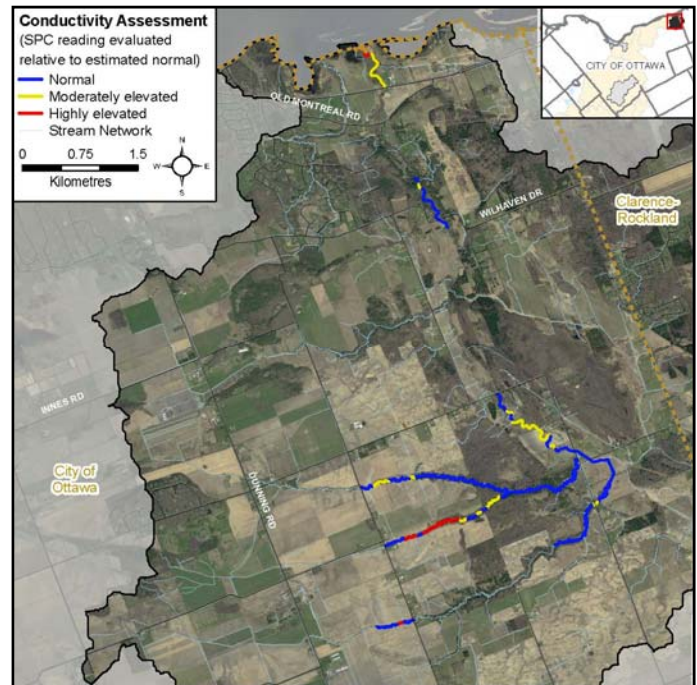 Conductivity Assessment
(SPC reading evaluated
relative to estimated normal)
Normal
Moderately elevated
Highly elevated
Stream Network
0 0.75 1.5
Kilometres
N
W E
S
CITY OF OTTAWA
OLD MONTREAL RD
WILHAVEN DR
Clarence-
Rockland
INNES RD
City of
Ottawa
DUNNING RD